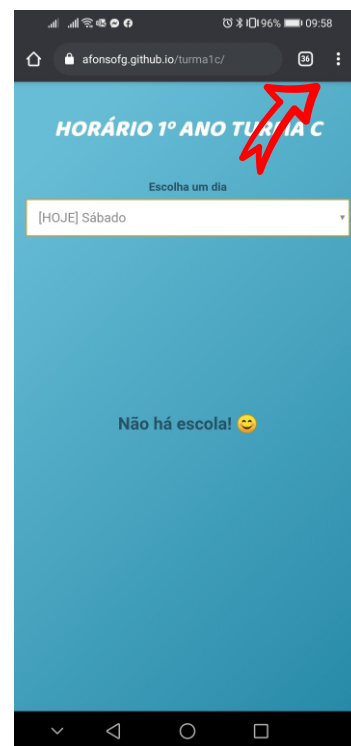 96% 09:58
afonsofg.github.io/turma1c/ 36
HORÁRIO 1º ANO TURMA C
Escolha um dia
[HOJE] Sábado
Não há escola! 😊